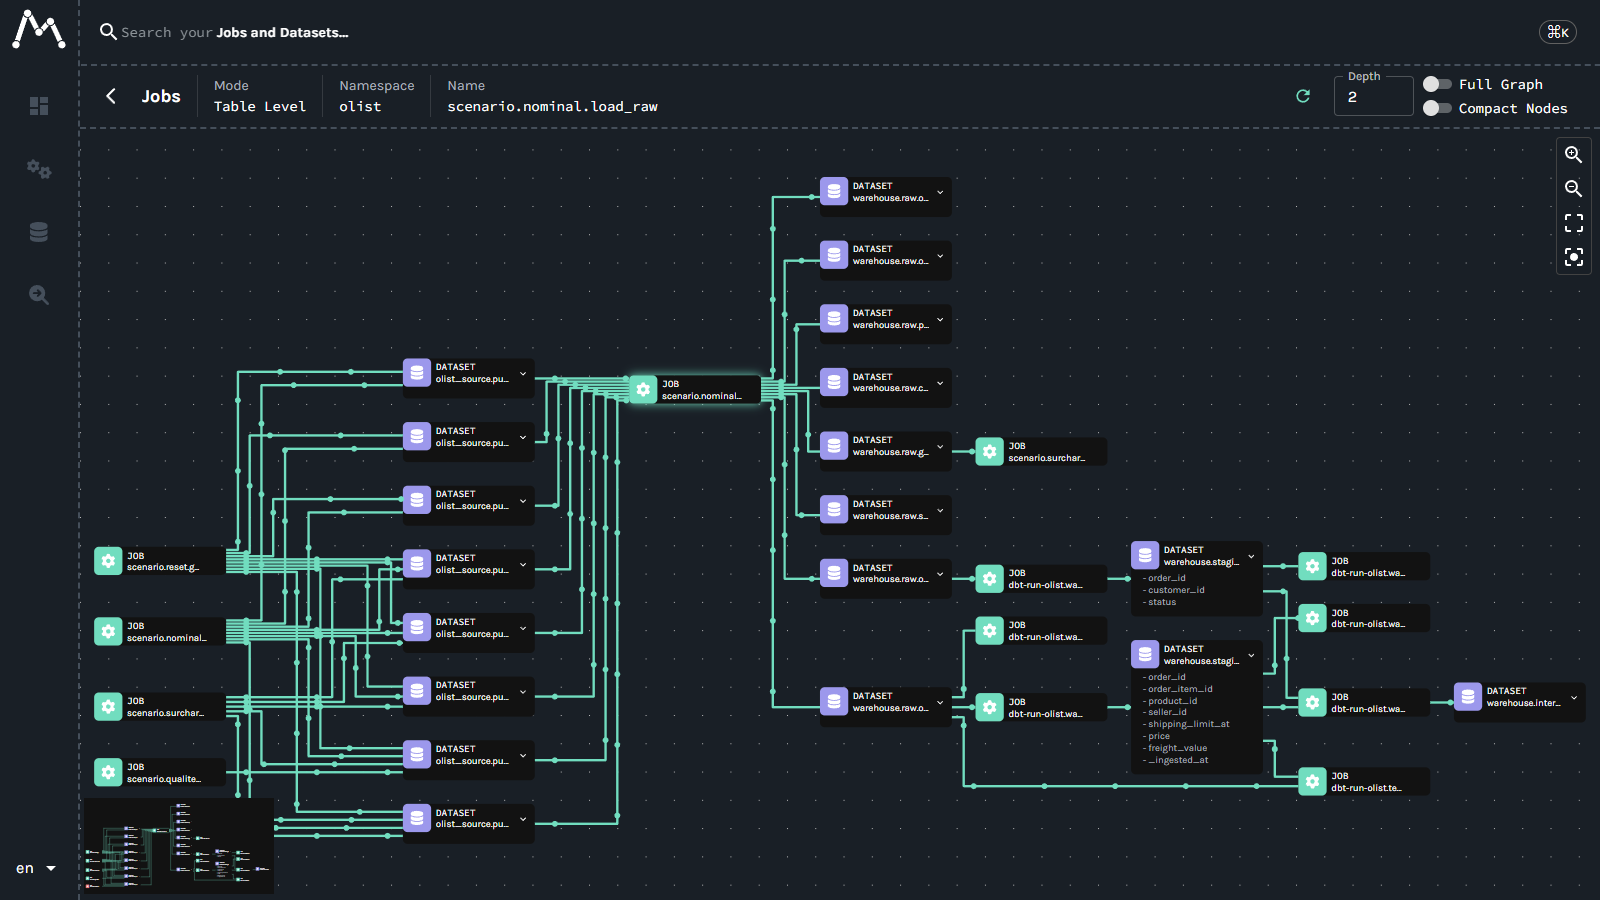 Search your Jobs and Datasets...
⌘K
Jobs
Mode
Table Level
Namespace
olist
Name
scenario.nominal.load_raw
Depth
2
Full Graph
Compact Nodes
DATASET
warehouse.raw.o...
DATASET
warehouse.raw.o...
DATASET
warehouse.raw.p...
DATASET
warehouse.raw.c...
DATASET
warehouse.raw.g...
DATASET
warehouse.raw.s...
DATASET
warehouse.raw.o...
DATASET
warehouse.raw.o...
DATASET
olist_source.pu...
DATASET
olist_source.pu...
DATASET
olist_source.pu...
DATASET
olist_source.pu...
DATASET
olist_source.pu...
DATASET
olist_source.pu...
DATASET
olist_source.pu...
DATASET
olist_source.pu...
JOB
scenario.nominal...
JOB
scenario.reset.g...
JOB
scenario.nominal...
JOB
scenario.surchar...
JOB
scenario.qualite...
JOB
scenario.surchar...
JOB
dbt-run-olist.wa...
JOB
dbt-run-olist.wa...
JOB
dbt-run-olist.wa...
DATASET
warehouse.stagi...
- order_id
- customer_id
- status
DATASET
warehouse.stagi...
- order_id
- order_item_id
- product_id
- seller_id
- shipping_limit_at
- price
- freight_value
- _ingested_at
JOB
dbt-run-olist.wa...
JOB
dbt-run-olist.wa...
JOB
dbt-run-olist.wa...
JOB
dbt-run-olist.te...
DATASET
warehouse.inter...
en